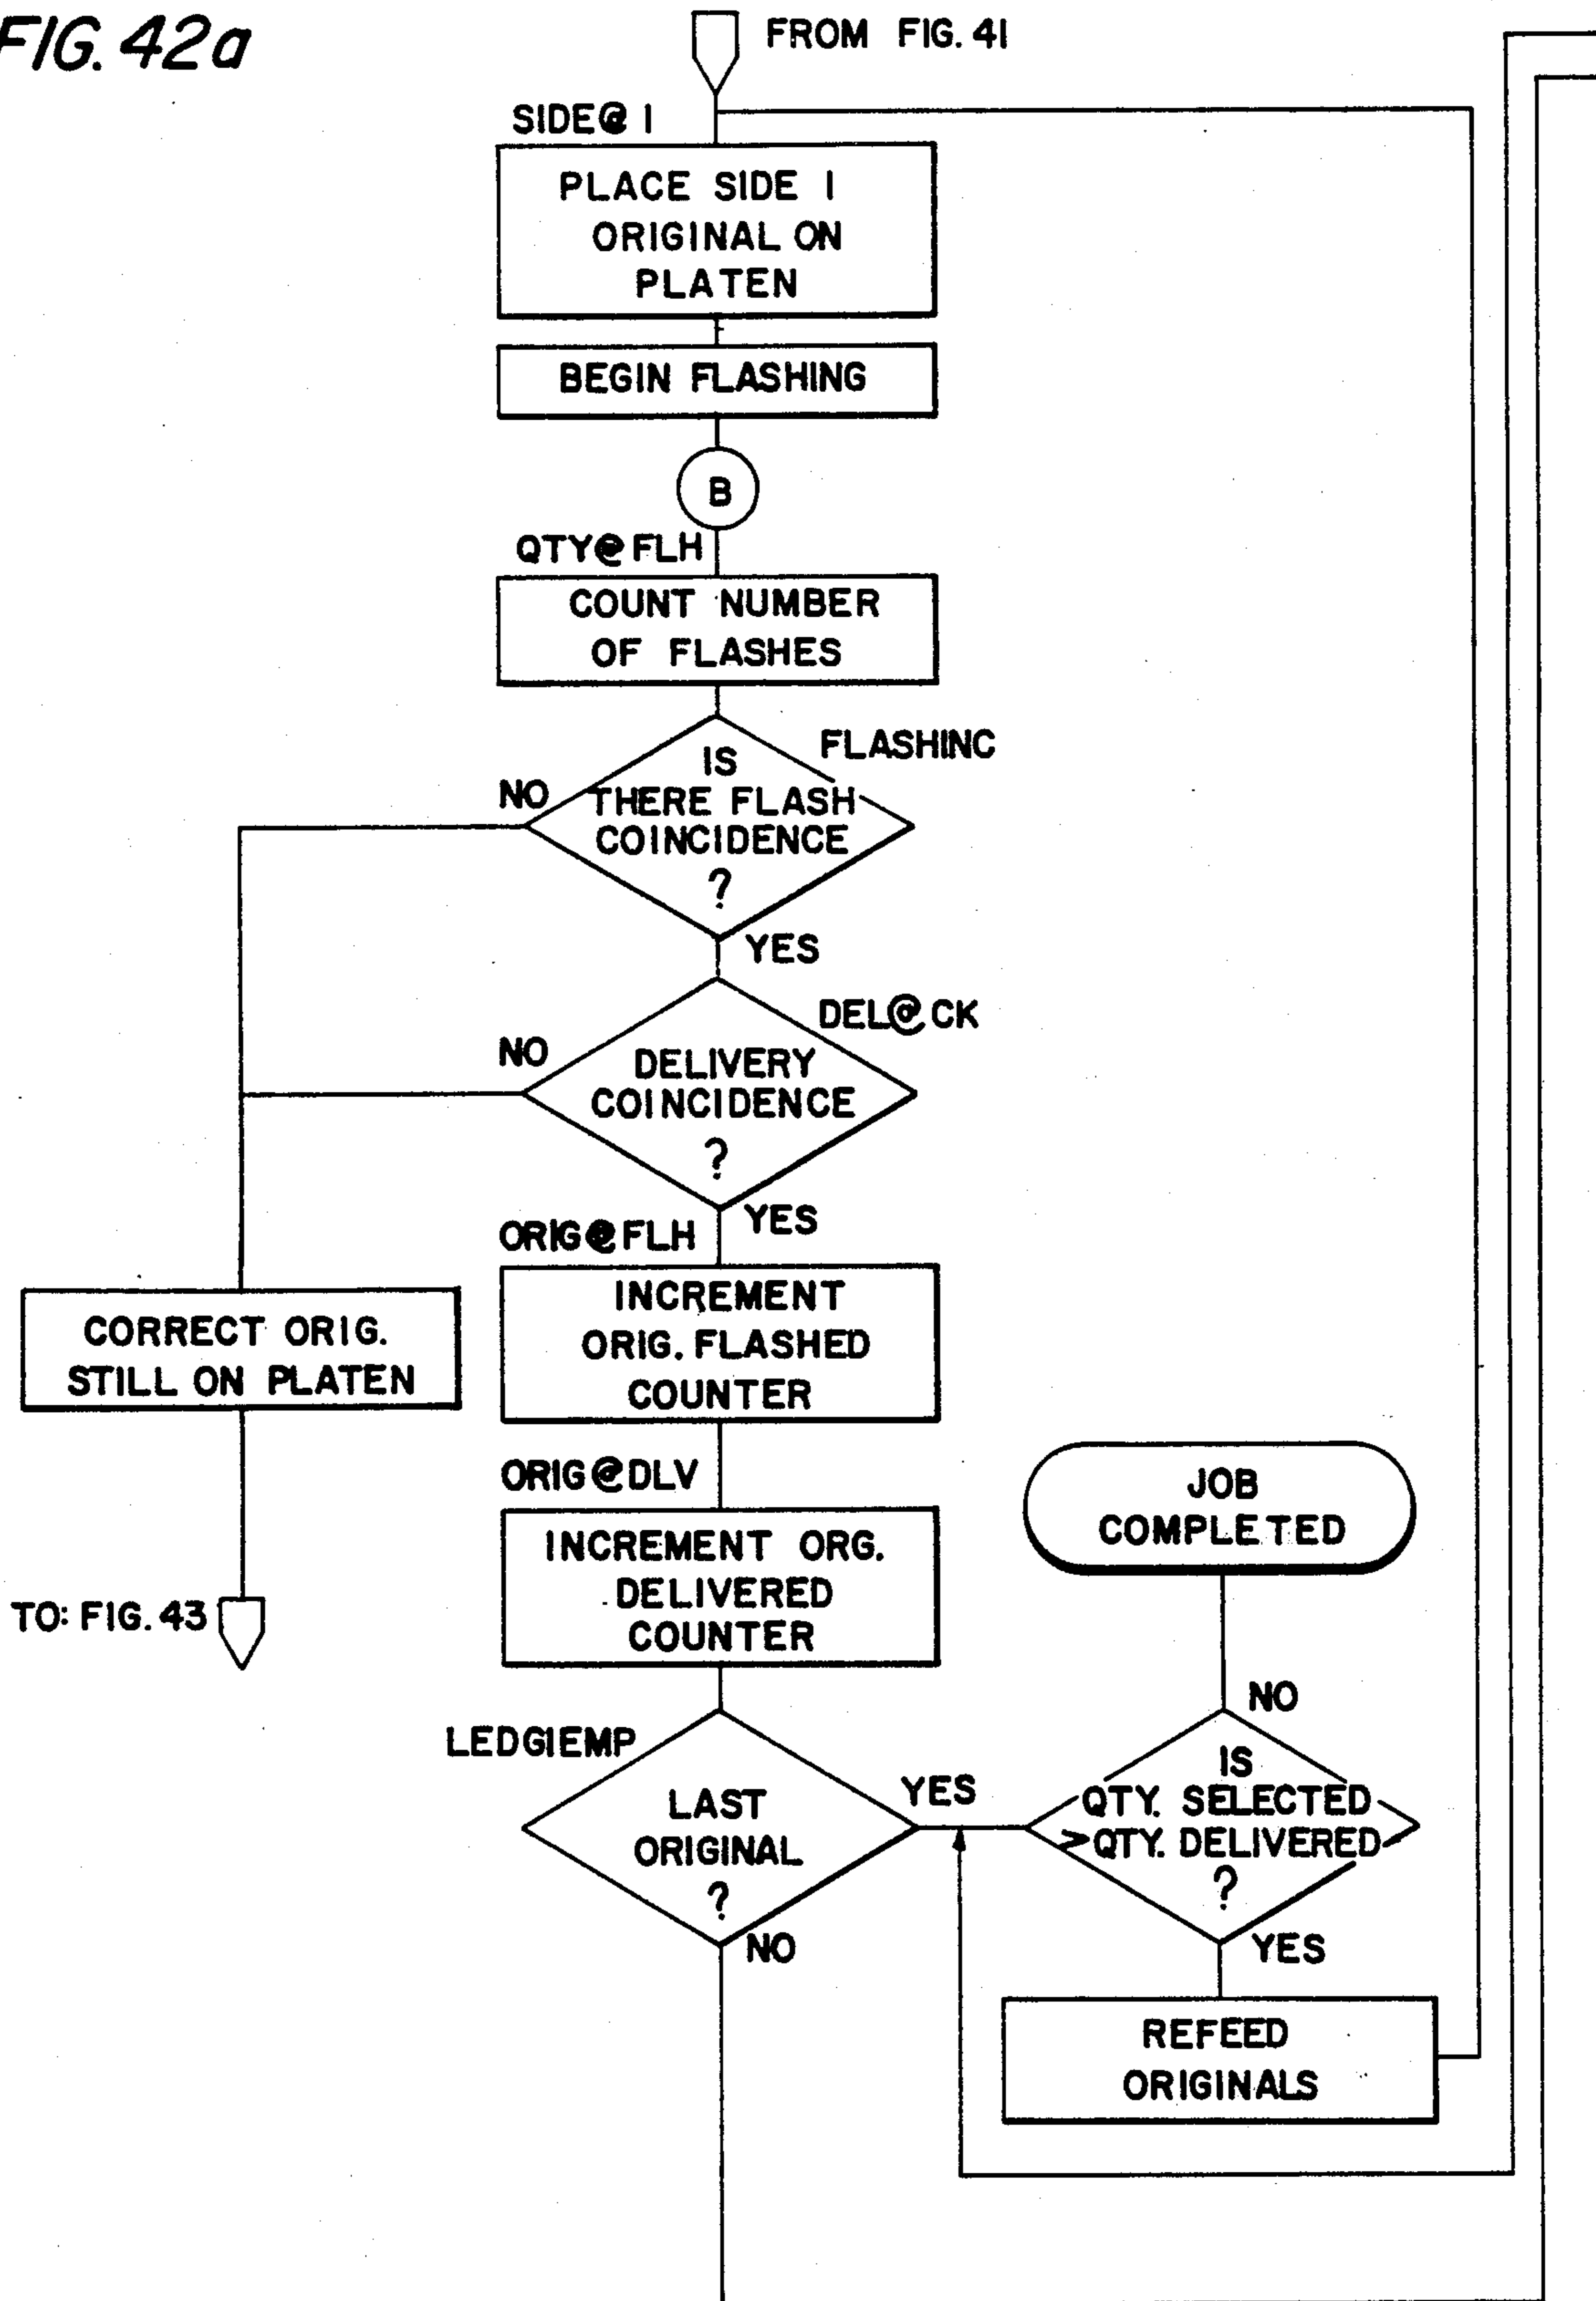 FIG. 42a
FROM FIG. 41
SIDE@ 1
PLACE SIDE 1
ORIGINAL ON
PLATEN
BEGIN FLASHING
B
QTY@FLH
COUNT NUMBER
OF FLASHES
FLASHINC
IS
THERE FLASH
COINCIDENCE
?
NO
YES
DEL@CK
NO
DELIVERY
COINCIDENCE
?
YES
ORIG@FLH
INCREMENT
ORIG. FLASHED
COUNTER
CORRECT ORIG.
STILL ON PLATEN
TO: FIG. 43
ORIG@DLV
INCREMENT ORG.
DELIVERED
COUNTER
JOB
COMPLETED
LEDGIEMP
LAST
ORIGINAL
?
YES
NO
NO
IS
QTY. SELECTED
>QTY. DELIVERED
?
YES
REFEED
ORIGINALS